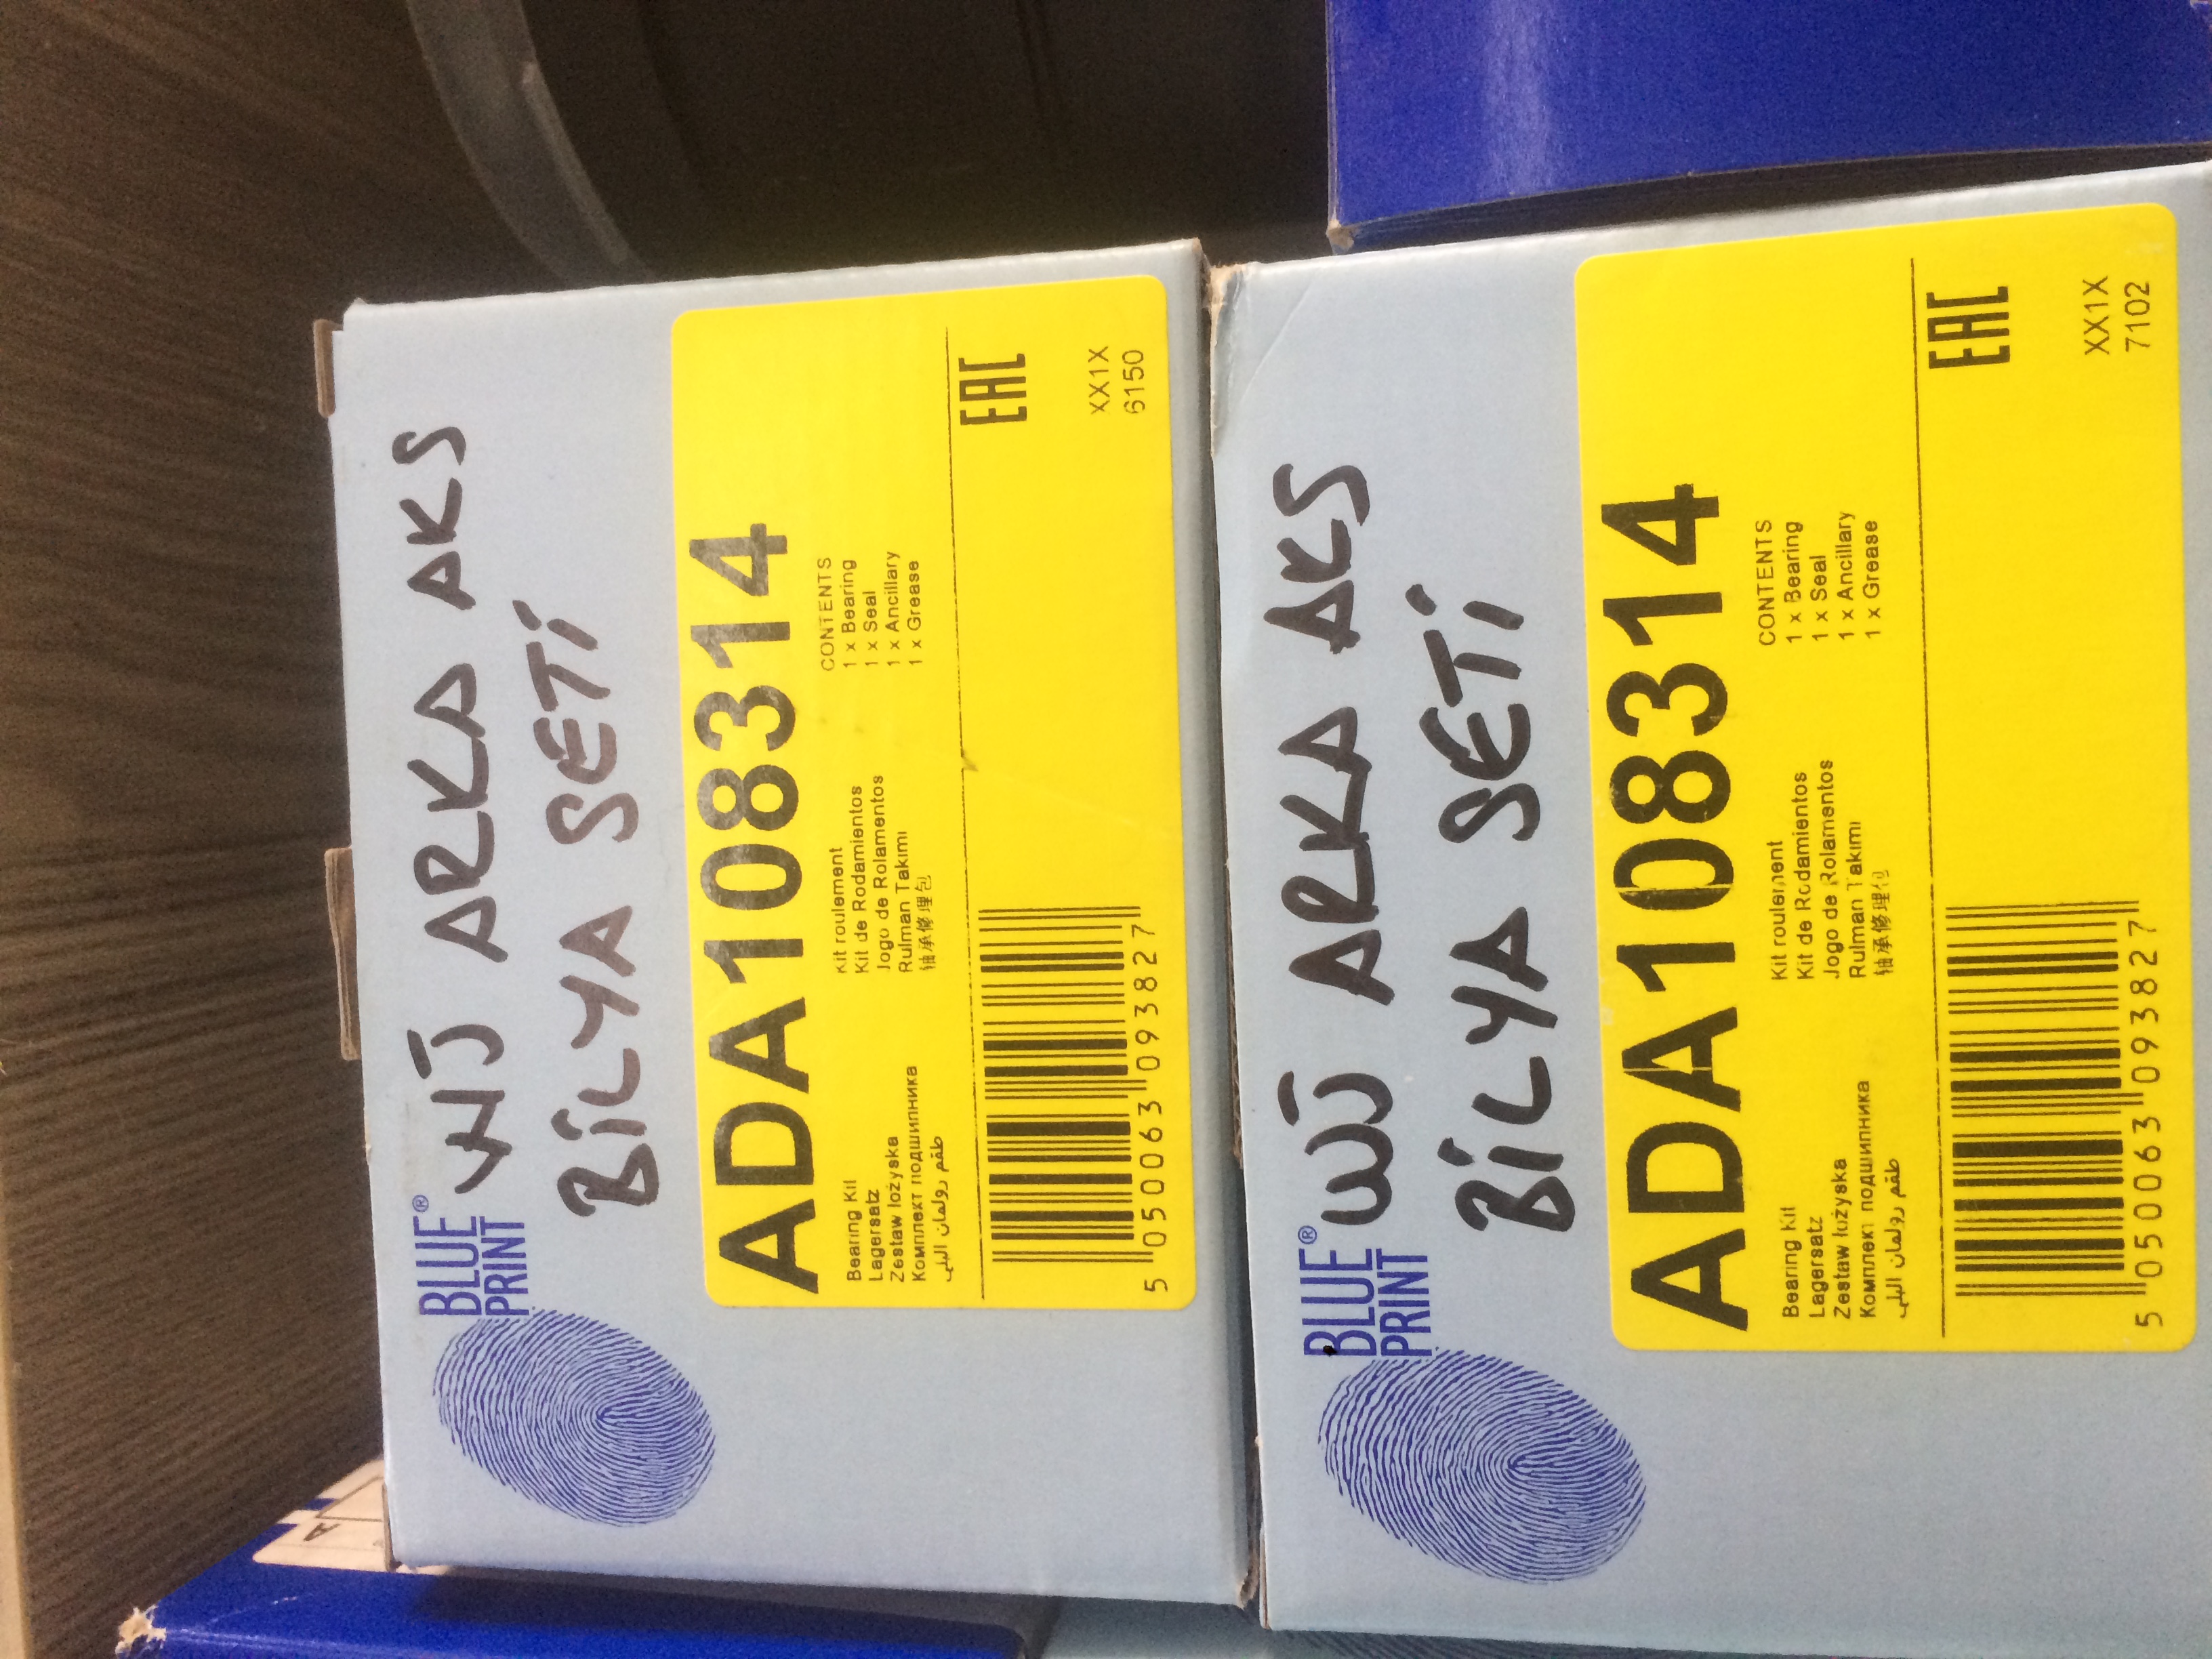 BLUE®
PRINT
WJ ARKA AKS
BİLYA SETİ
ADA108314
Bearing Kit
Lagersatz
Zestaw łożyska
Комплект подшипника
طقم رولمان البلي
Kit roulement
Kit de Rodamientos
Jogo de Rolamentos
Rulman Takımı
轴承修理包
CONTENTS
1 x Bearing
1 x Seal
1 x Ancillary
1 x Grease
EAC
5 050063 093827
XX1X
6150
BLUE®
PRINT
WJ ARKA AKS
BİLYA SETİ
ADA108314
Bearing Kit
Lagersatz
Zestaw łożyska
Комплект подшипника
طقم رولمان البلي
Kit roulement
Kit de Rodamientos
Jogo de Rolamentos
Rulman Takımı
轴承修理包
CONTENTS
1 x Bearing
1 x Seal
1 x Ancillary
1 x Grease
EAC
5 050063 093827
XX1X
7102
A